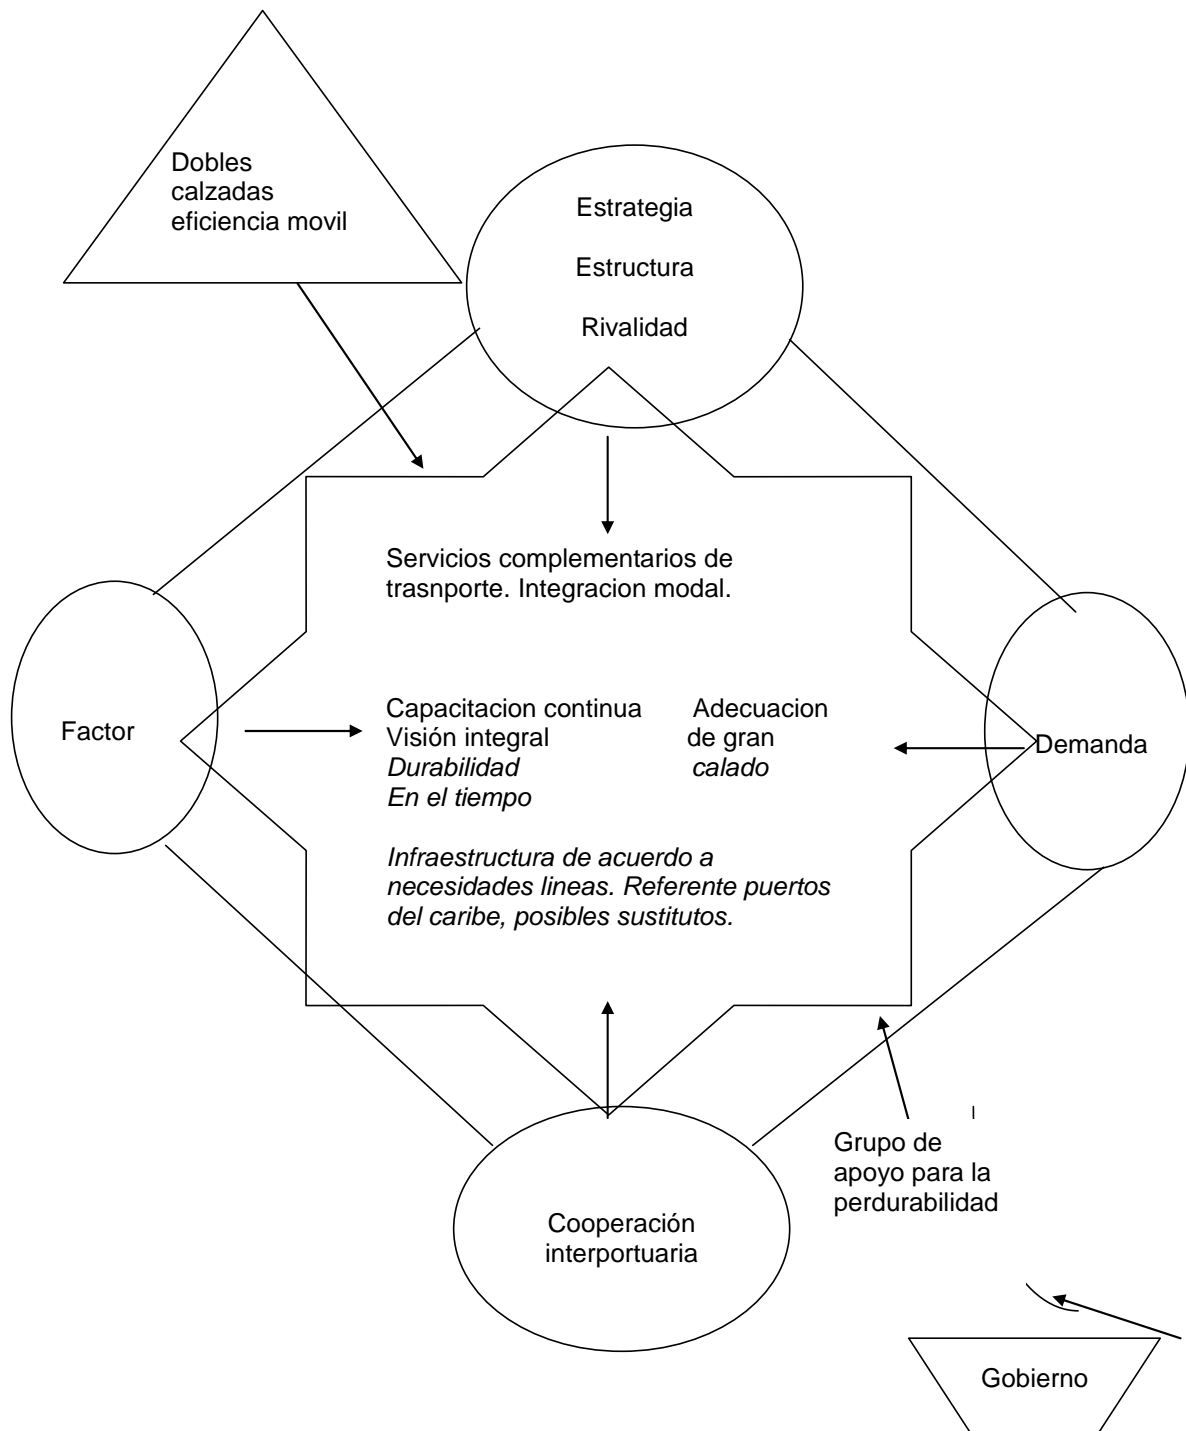 Dobles
calzadas
eficiencia movil
Estrategia
Estructura
Rivalidad
Servicios complementarios de
trasnporte. Integracion modal.
Factor
Capacitacion continua
Visión integral
Durabilidad
En el tiempo
Adecuacion
de gran
calado
Demanda
Infraestructura de acuerdo a
necesidades lineas. Referente puertos
del caribe, posibles sustitutos.
Grupo de
apoyo para la
perdurabilidad
Cooperación
interportuaria
Gobierno